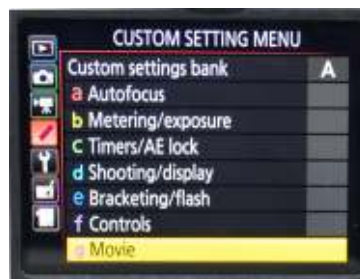 CUSTOM SETTING MENU
Custom settings bank A
a Autofocus
b Metering/exposure
c Timers/AE lock
d Shooting/display
e Bracketing/flash
f Controls
g Movie